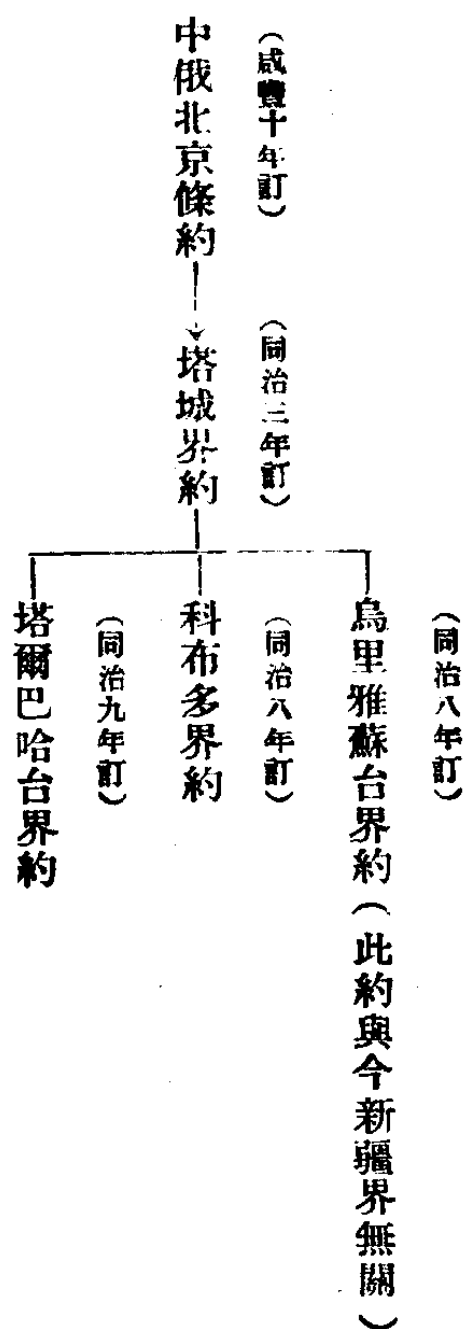 （咸豐十年訂）
中俄北京條約
（同治三年訂）
塔城界約
（同治八年訂）
烏里雅蘇台界約（此約與今新疆界無關）
（同治八年訂）
科布多界約
（同治九年訂）
塔爾巴哈台界約